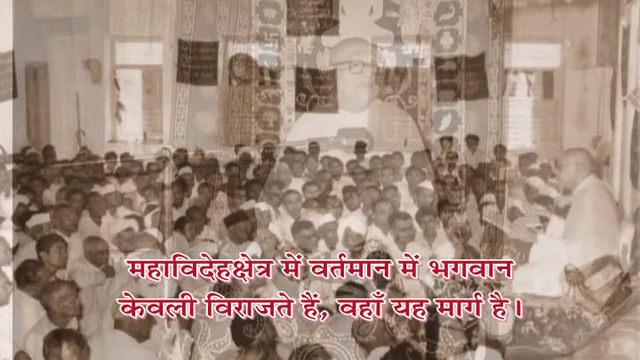 महाविदेहक्षेत्र में वर्तमान में भगवान
केवली विराजते हैं, वहाँ यह मार्ग है।